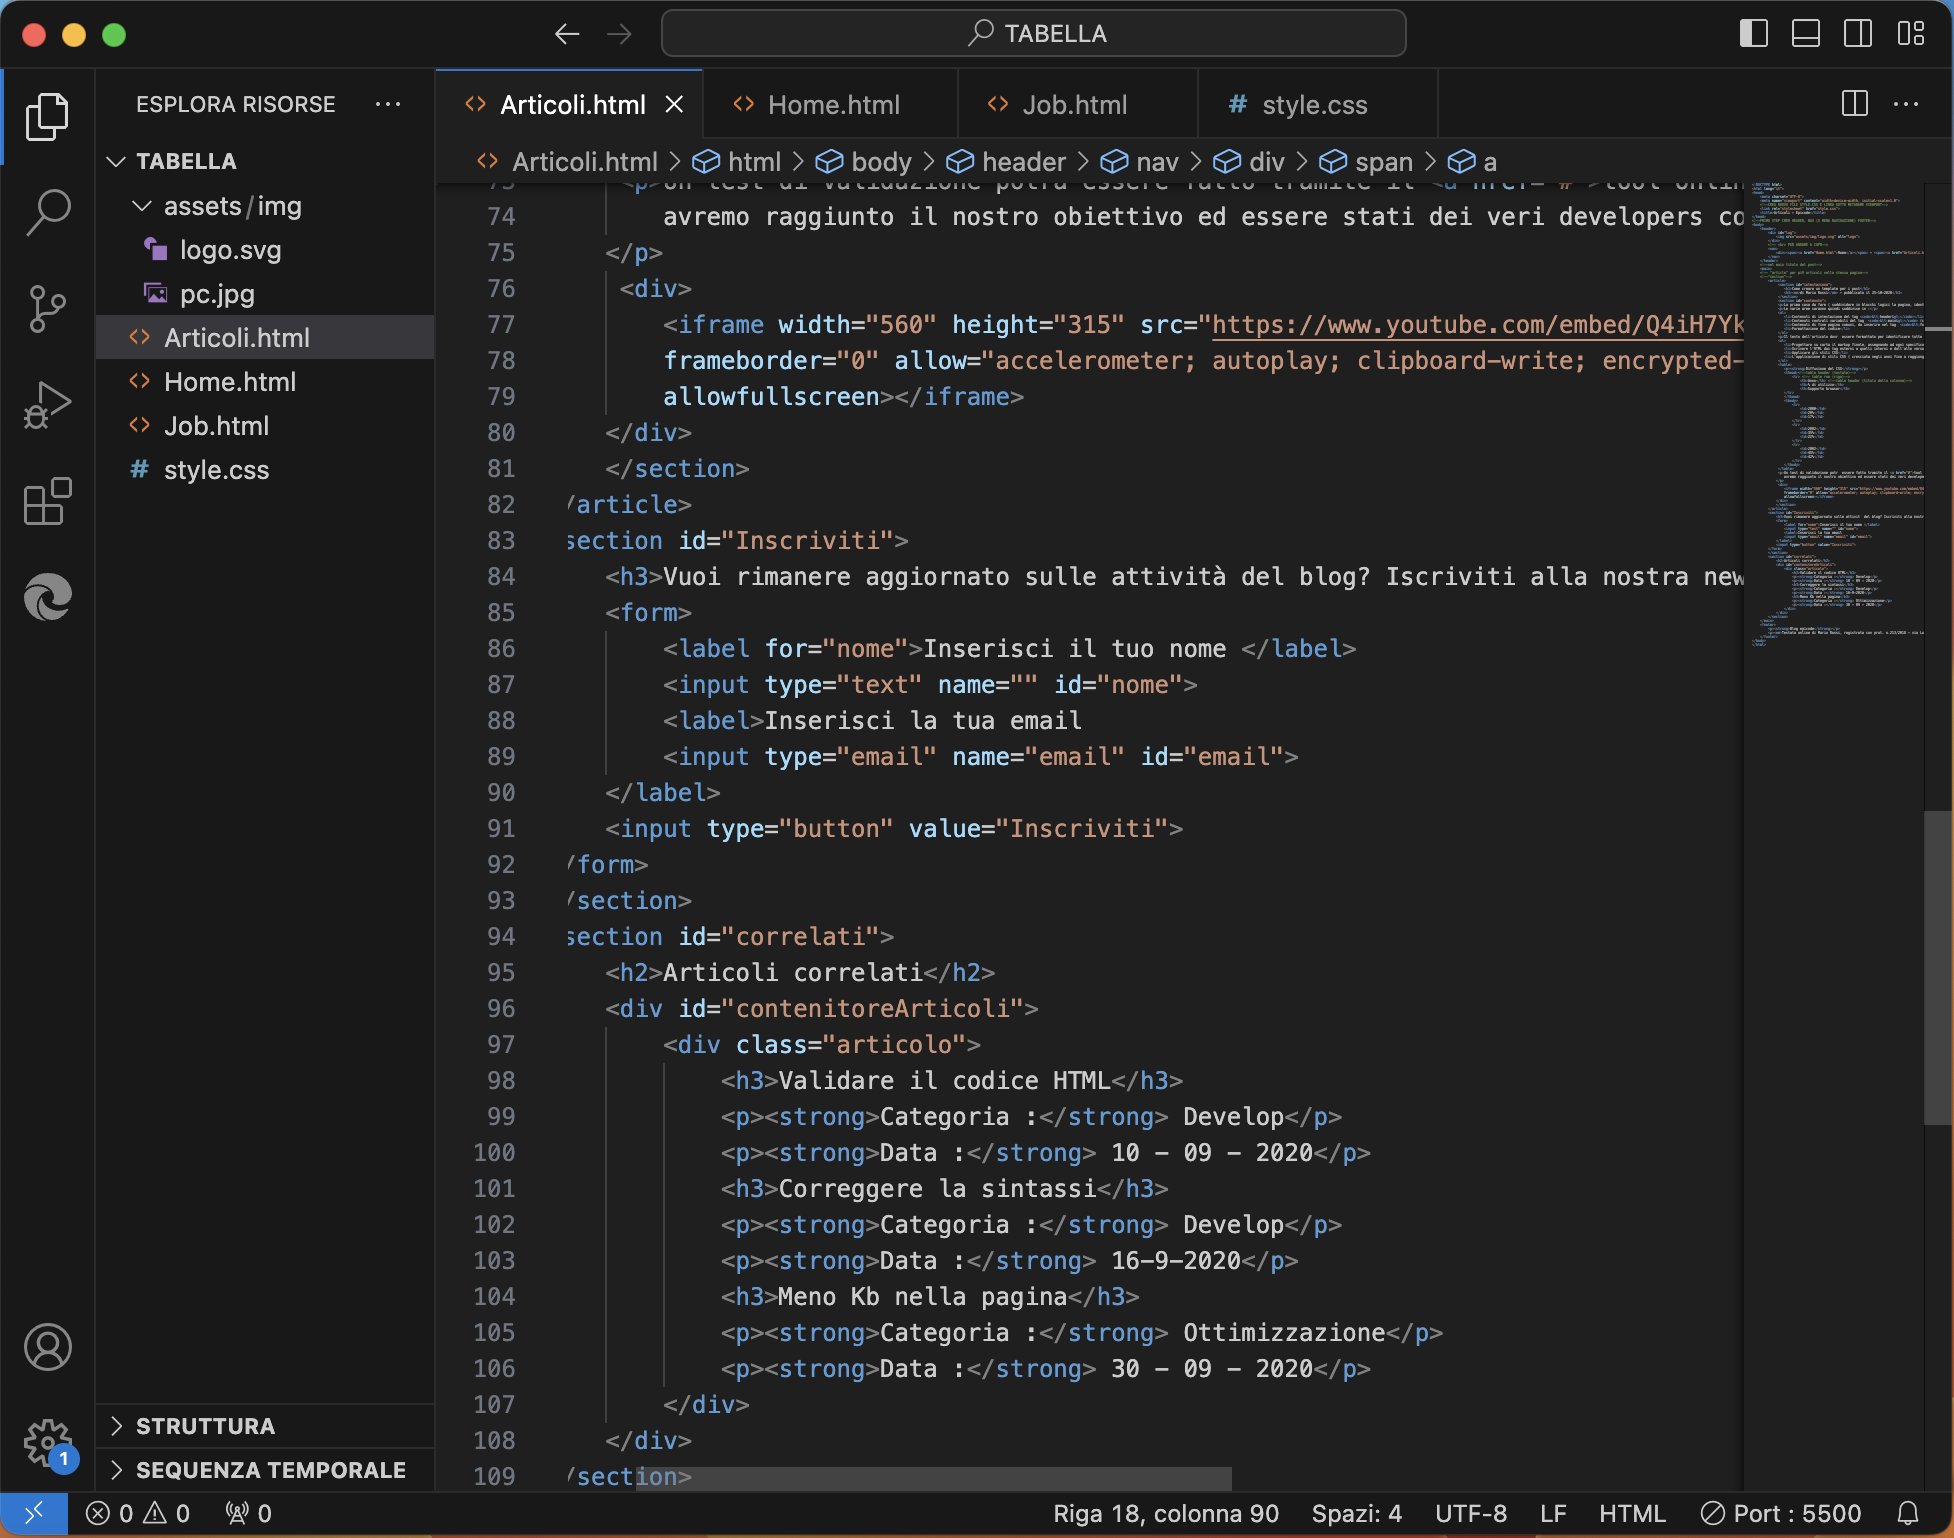 TABELLA
ESPLORA RISORSE ···
TABELLA
assets / img
logo.svg
pc.jpg
Articoli.html
Home.html
Job.html
style.css
STRUTTURA
SEQUENZA TEMPORALE
1
Articoli.html
Home.html
Job.html
style.css
Articoli.html > html > body > header > nav > div > span > a
74 avremo raggiunto il nostro obiettivo ed essere stati dei veri developers co
75 </p>
76 <div>
77 <iframe width="560" height="315" src="https://www.youtube.com/embed/Q4iH7Yk
78 frameborder="0" allow="accelerometer; autoplay; clipboard-write; encrypted-
79 allowfullscreen></iframe>
80 </div>
81 </section>
82 /article>
83 section id="Inscriviti">
84 <h3>Vuoi rimanere aggiornato sulle attività del blog? Iscriviti alla nostra new
85 <form>
86 <label for="nome">Inserisci il tuo nome </label>
87 <input type="text" name="" id="nome">
88 <label>Inserisci la tua email
89 <input type="email" name="email" id="email">
90 </label>
91 <input type="button" value="Inscriviti">
92 /form>
93 /section>
94 section id="correlati">
95 <h2>Articoli correlati</h2>
96 <div id="contenitoreArticoli">
97 <div class="articolo">
98 <h3>Validare il codice HTML</h3>
99 <p><strong>Categoria :</strong> Develop</p>
100 <p><strong>Data :</strong> 10 - 09 - 2020</p>
101 <h3>Correggere la sintassi</h3>
102 <p><strong>Categoria :</strong> Develop</p>
103 <p><strong>Data :</strong> 16-9-2020</p>
104 <h3>Meno Kb nella pagina</h3>
105 <p><strong>Categoria :</strong> Ottimizzazione</p>
106 <p><strong>Data :</strong> 30 - 09 - 2020</p>
107 </div>
108 </div>
109 /section>
0 0 0 Riga 18, colonna 90 Spazi: 4 UTF-8 LF HTML Port : 5500